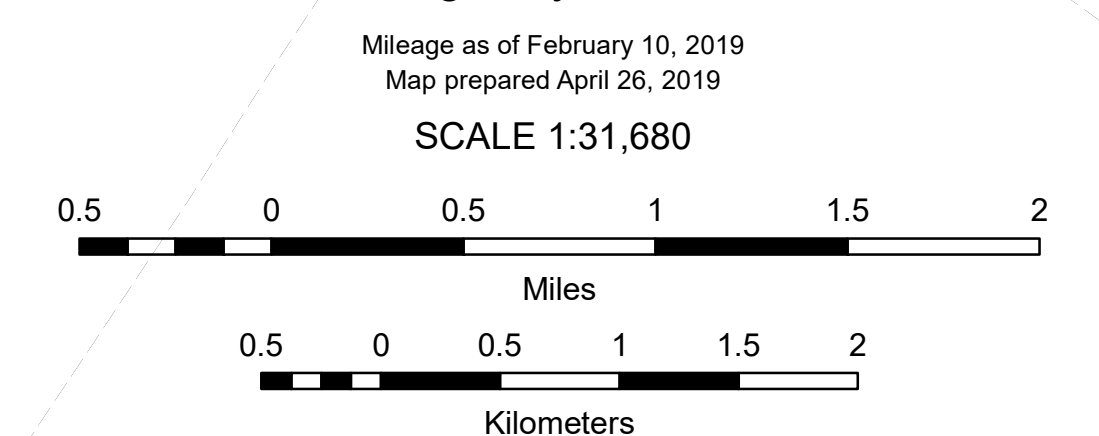 Mileage as of February 10, 2019
Map prepared April 26, 2019
SCALE 1:31,680
0.5 0 0.5 1 1.5 2
Miles
0.5 0 0.5 1 1.5 2
Kilometers